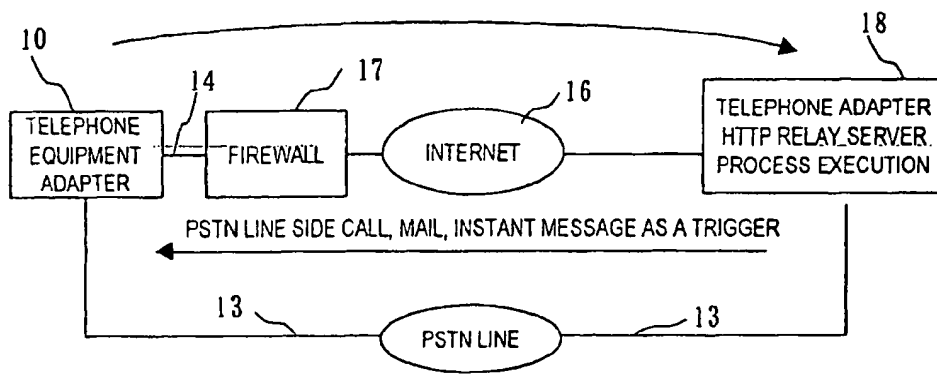 10
14
17
16
18
TELEPHONE
EQUIPMENT
ADAPTER
FIREWALL
INTERNET
TELEPHONE ADAPTER
HTTP RELAY SERVER
PROCESS EXECUTION
PSTN LINE SIDE CALL, MAIL, INSTANT MESSAGE AS A TRIGGER
13
PSTN LINE
13